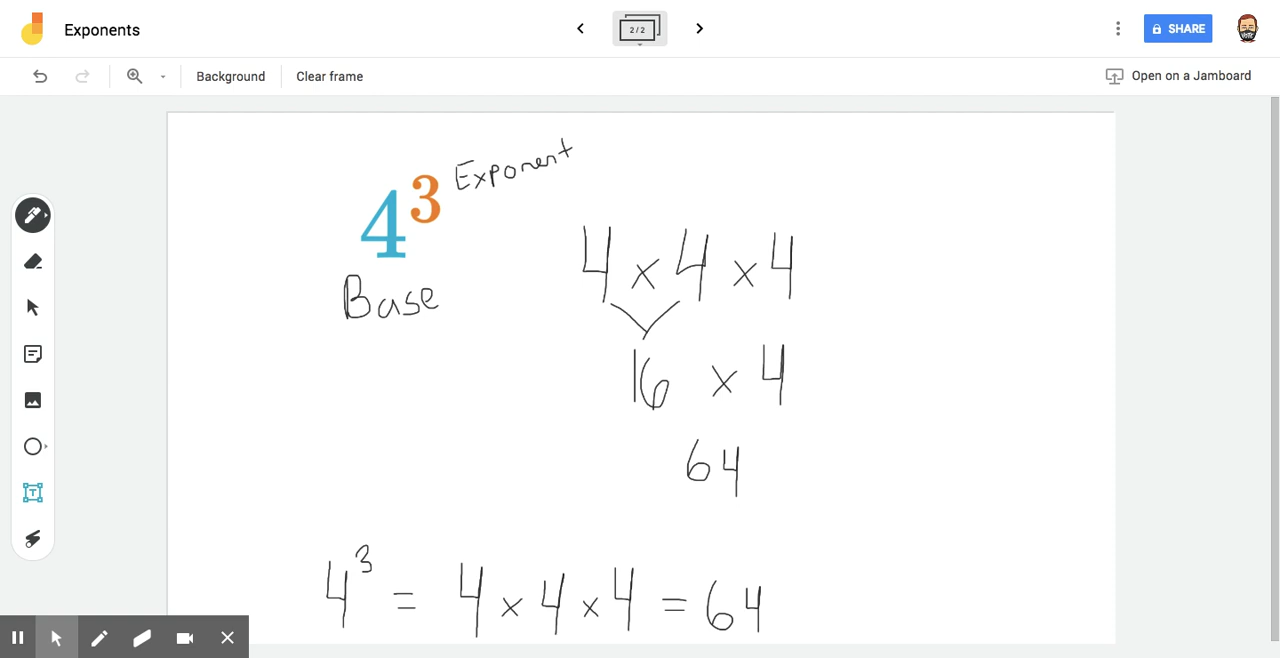 Exponents
2 / 2
SHARE
Background
Clear frame
Open on a Jamboard
4³ Exponent
Base
4 × 4 × 4
16 × 4
64
4³ = 4 × 4 × 4 = 64